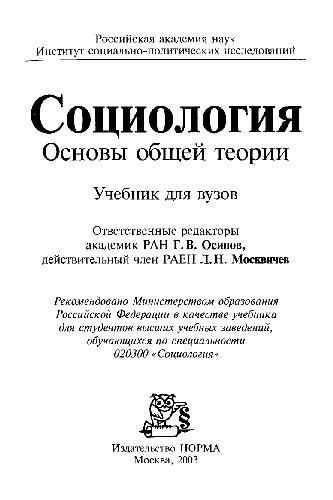 Российская академия наук
Институт социально-политических исследований
Социология
Основы общей теории
Учебник для вузов
Ответственные редакторы
академик РАН Г. В. Осипов,
действительный член РАЕН Л.Н. Москвичев
Рекомендовано Министерством образования
Российской Федерации в качестве учебника
для студентов высших учебных заведений,
обучающихся по специальности
020300 «Социология»
Издательство НОРМА
Москва, 2003